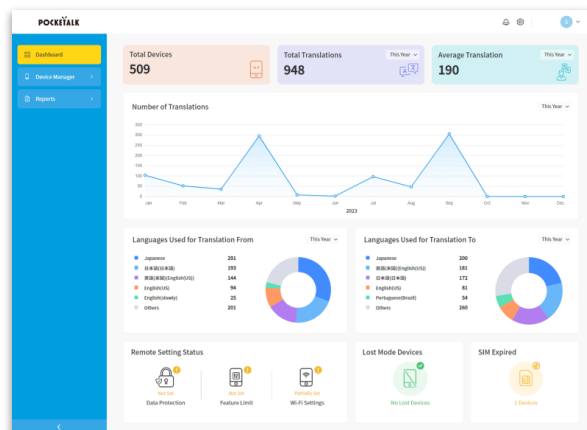 POCKETALK
S
Dashboard
Device Manager
Reports
Total Devices
509
Total Translations
This Year
948
Average Translation
This Year
190
Number of Translations
This Year
350
300
250
200
150
100
50
0
Jan Feb Mar Apr May Jun Jul Aug Sep Oct Nov Dec
2023
Languages Used for Translation From
This Year
Japanese 291
日本語(日本語) 193
英語(米国)(English(US)) 144
English(US) 94
English(slowly) 25
Others 201
Languages Used for Translation To
This Year
Japanese 200
英語(米国)(English(US)) 181
日本語(日本語) 172
English(US) 81
Portuguese(Brazil) 54
Others 260
Remote Setting Status
Not Set
Data Protection
Not Set
Feature Limit
Partially Set
Wi-Fi Settings
Lost Mode Devices
No Lost Devices
SIM Expired
2 Devices